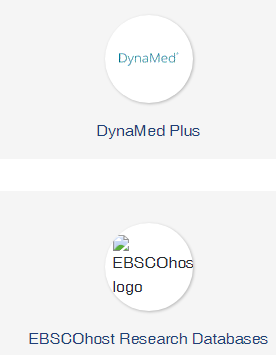 DynaMed
DynaMed Plus
EBSCOhos
logo
EBSCOhost Research Databases